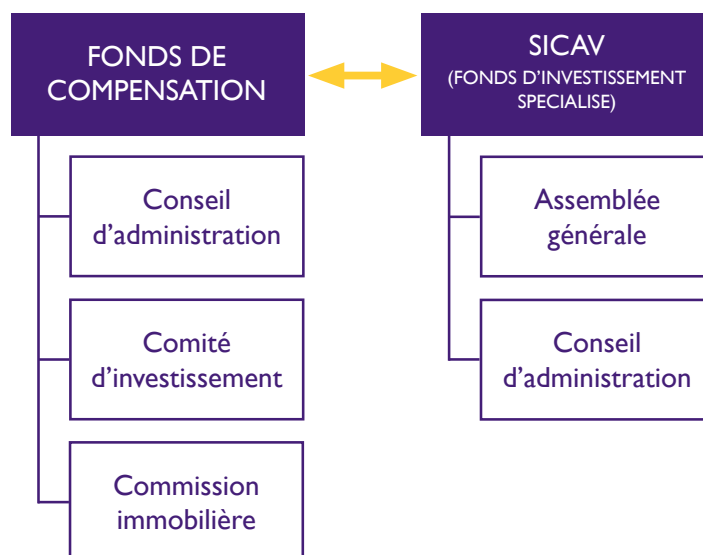 FONDS DE
COMPENSATION
SICAV
(FONDS D'INVESTISSEMENT
SPECIALISE)
Conseil
d'administration
Comité
d'investissement
Commission
immobilière
Assemblée
générale
Conseil
d'administration